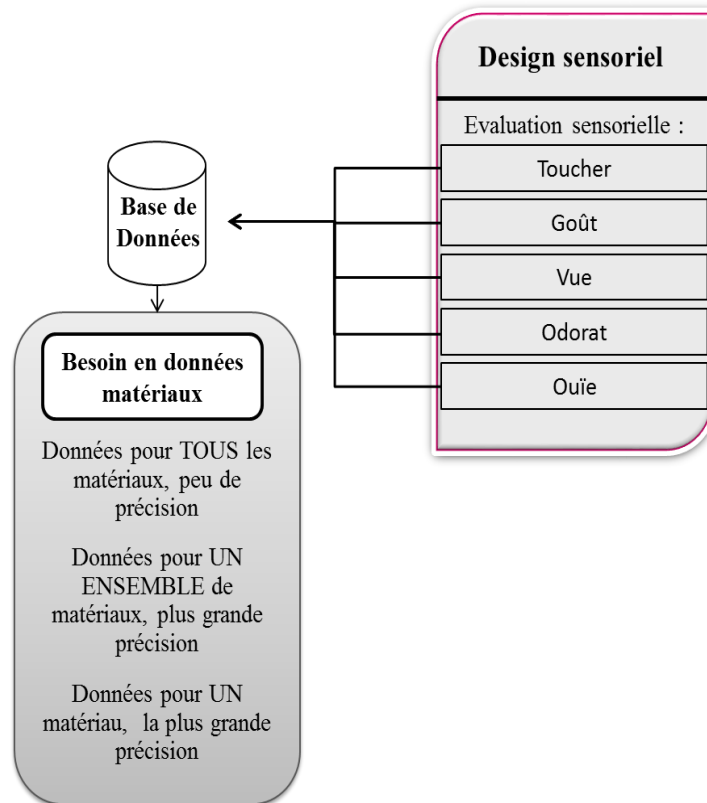 Design sensoriel
Evaluation sensorielle :
Toucher
Goût
Vue
Odorat
Ouïe
Base de
Données
Besoin en données
matériaux
Données pour TOUS les
matériaux, peu de
précision
Données pour UN
ENSEMBLE de
matériaux, plus grande
précision
Données pour UN
matériau, la plus grande
précision